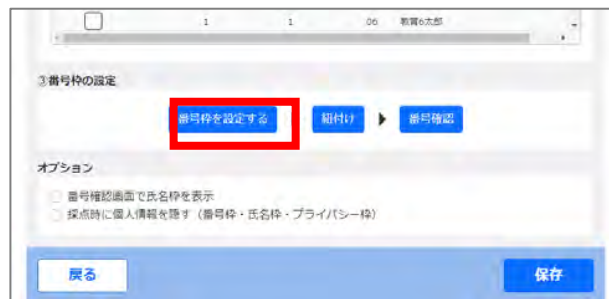 1 1 06 教育6太郎
③番号枠の設定
番号枠を設定する 紐付け ▶ 番号確認
オプション
番号確認画面で氏名枠を表示
採点時に個人情報を隠す（番号枠・氏名枠・プライバシー枠）
戻る 保存